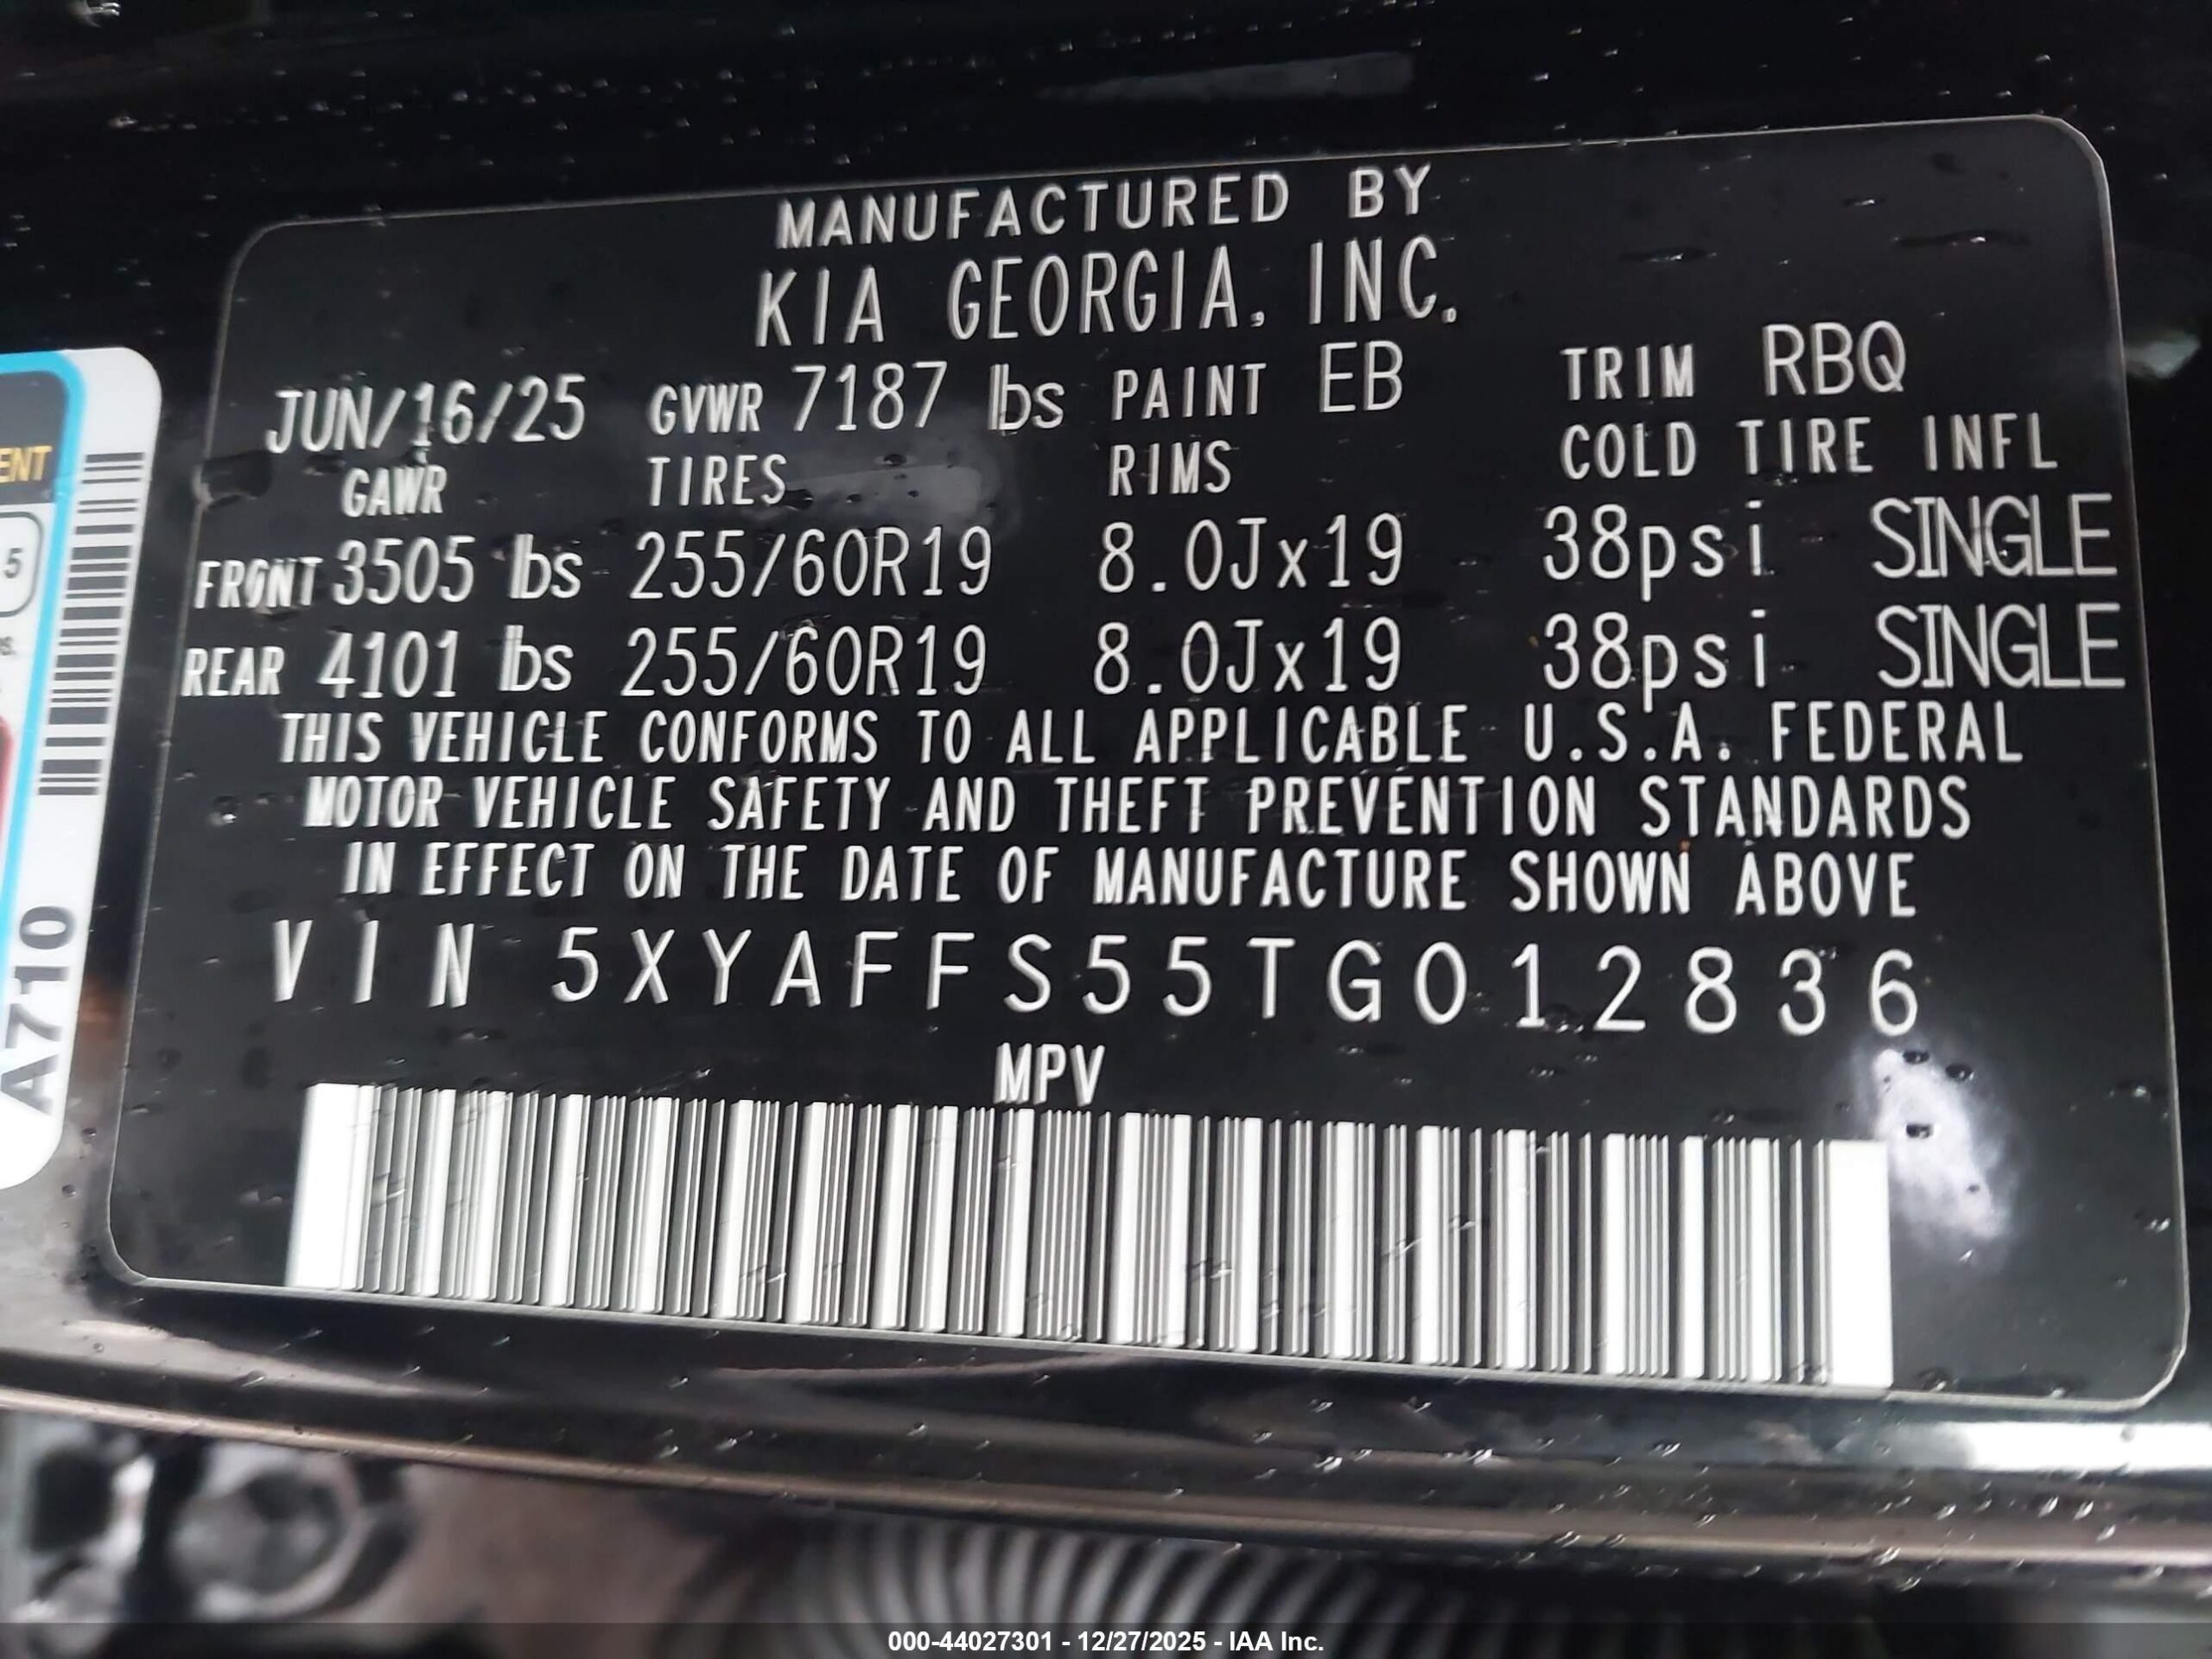 MANUFACTURED BY
KIA GEORGIA, INC.
JUN/16/25 GVWR 7187 lbs PAINT EB TRIM RBQ
GAWR TIRES RIMS COLD TIRE INFL
FRONT 3505 lbs 255/60R19 8.0Jx19 38psi SINGLE
REAR 4101 lbs 255/60R19 8.0Jx19 38psi SINGLE
THIS VEHICLE CONFORMS TO ALL APPLICABLE U.S.A. FEDERAL
MOTOR VEHICLE SAFETY AND THEFT PREVENTION STANDARDS
IN EFFECT ON THE DATE OF MANUFACTURE SHOWN ABOVE
VIN 5XYAFFS55TG012836
MPV
ENT
5
A710
000-44027301 - 12/27/2025 - IAA Inc.